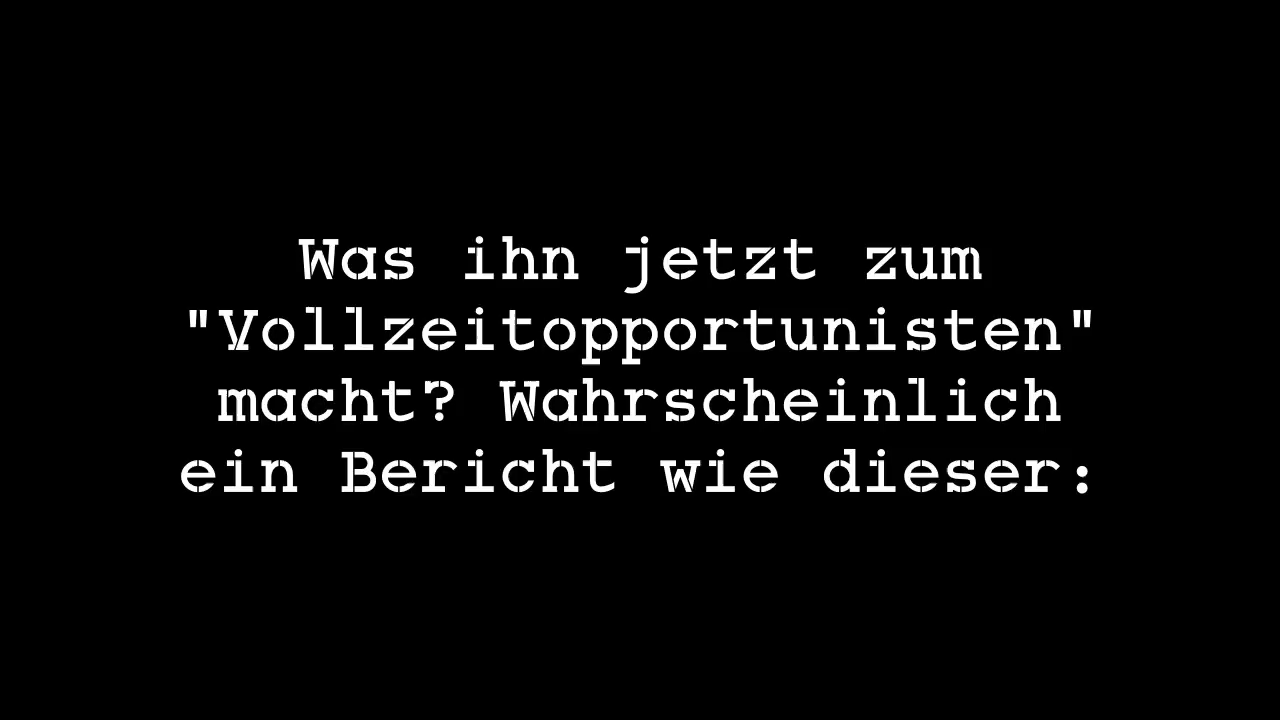 Was ihn jetzt zum
"Vollzeitopportunisten"
macht? Wahrscheinlich
ein Bericht wie dieser: